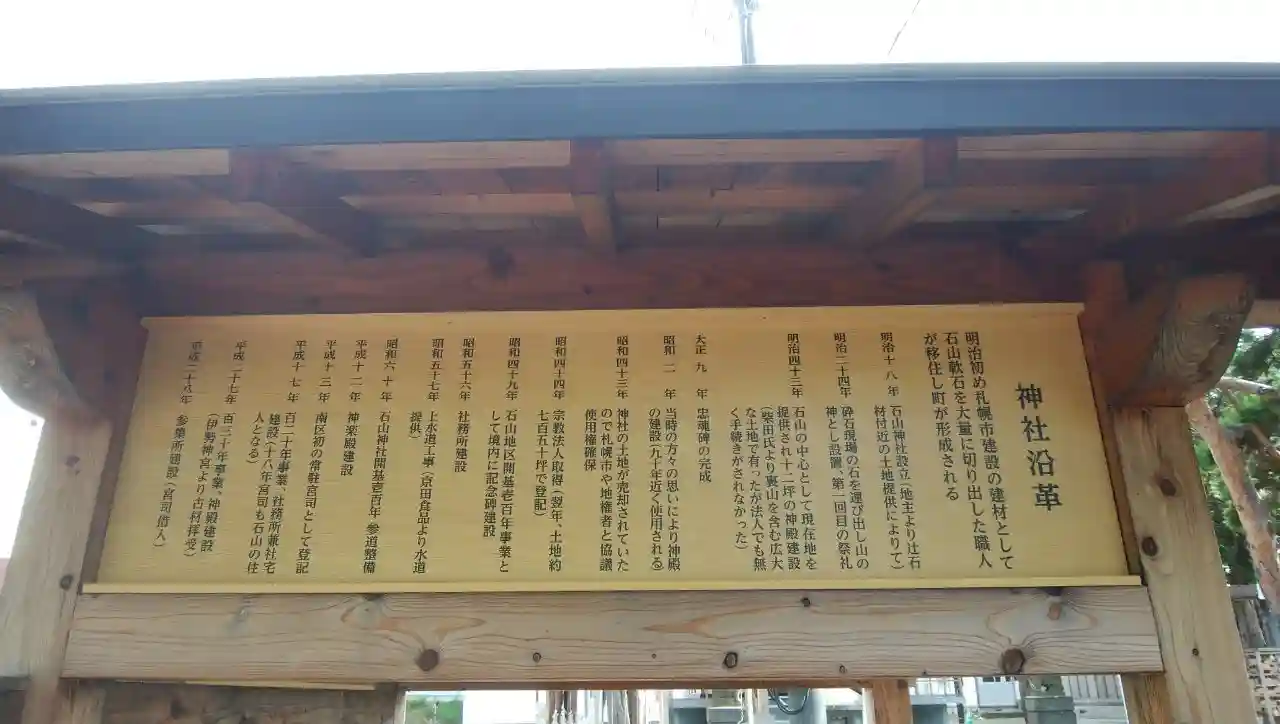 神社沿革
明治初め札幌市建設の建材として
石山軟石を大量に切り出した職人
が移住し町が形成される
明治十八年 石山神社設立(地主より辻石
材付近の土地提供によりて)
明治二十四年 砕石現場の石を運び出し山の
神とし設置、第一回目の祭礼
明治四十三年 石山の中心として現在地を
提供され十二坪の神殿建設
(柴田氏より裏山を含む広大
な土地で有ったが法人でも無
く手続きがされなかった)
大正九年 忠魂碑の完成
昭和二年 当時の方々の思いにより神殿
の建設(九十年近く使用される)
昭和四十三年 神社の土地が売却されていた
ので札幌市や地権者と協議
使用権確保
昭和四十四年 宗教法人取得(翌年、土地約
七百五十坪で登記)
昭和四十九年 石山地区開基壱百年事業と
して境内に記念碑建設
昭和五十六年 社務所建設
昭和五十七年 上水道工事(京田食品より水道
提供)
昭和六十年 石山神社開基壱百年 参道整備
平成十二年 神楽殿建設
平成十三年 南区初の常駐宮司として登記
平成十七年 百二十年事業、社務所兼社宅
建設(十八年宮司も石山の住
人となる)
平成二十七年 百三十年事業、神殿建設
(伊勢神宮より古材拝受)
平成二十八年 参集所建設(宮司借入)